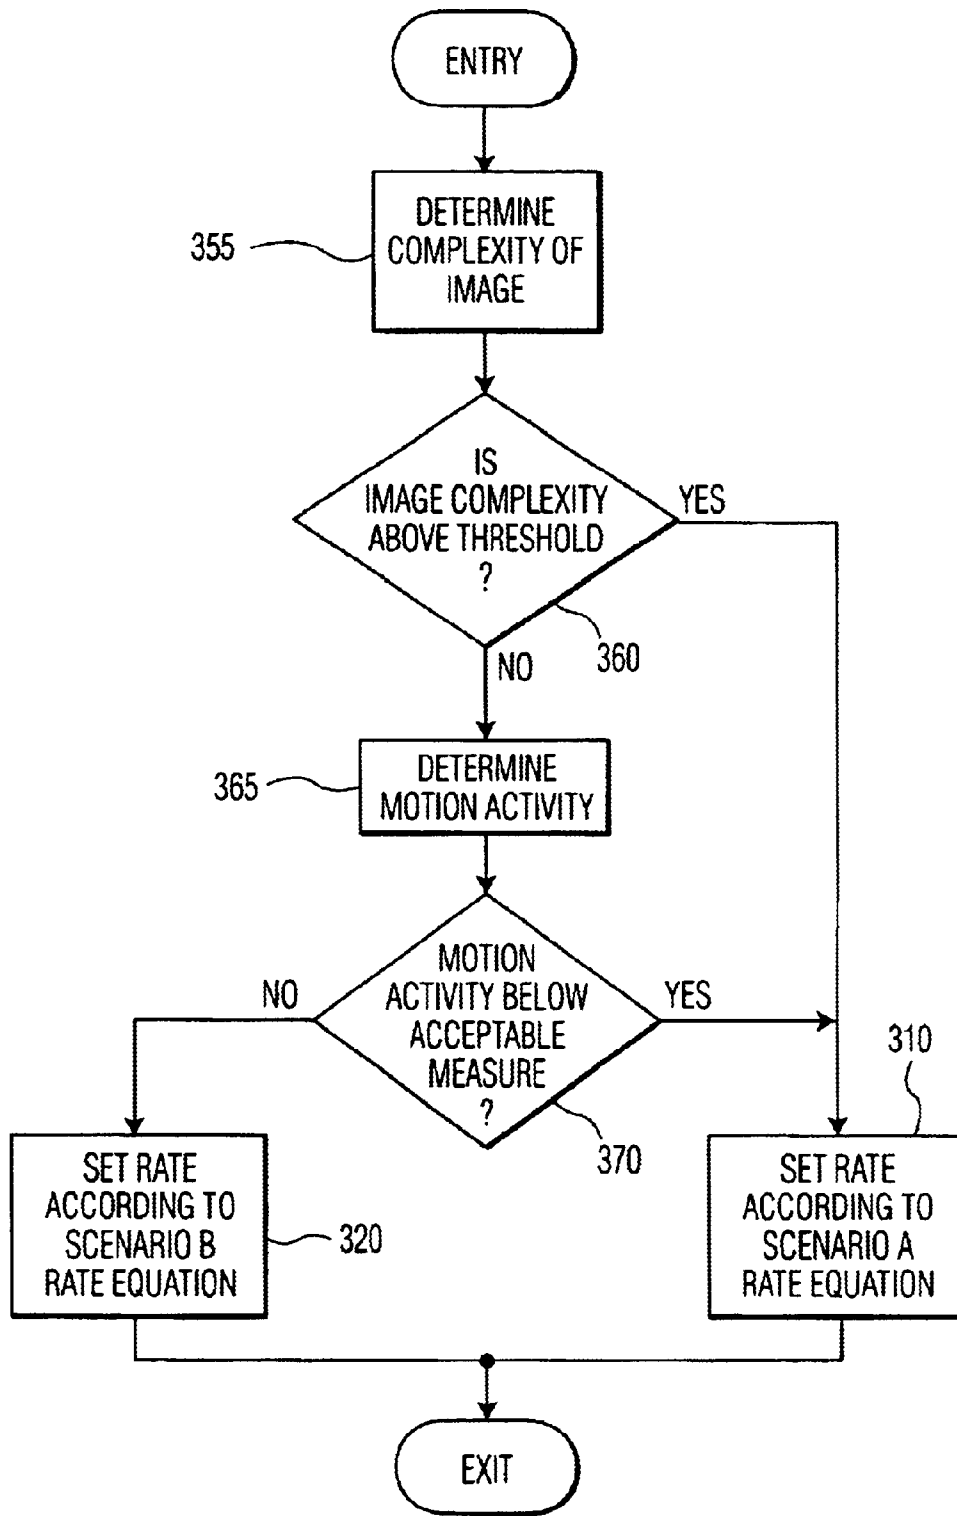 ENTRY
DETERMINE
COMPLEXITY OF
IMAGE
355
IS
IMAGE COMPLEXITY
ABOVE THRESHOLD
?
YES
360
NO
DETERMINE
MOTION ACTIVITY
365
MOTION
ACTIVITY BELOW
ACCEPTABLE
MEASURE
?
NO
YES
370
310
SET RATE
ACCORDING TO
SCENARIO B
RATE EQUATION
320
SET RATE
ACCORDING TO
SCENARIO A
RATE EQUATION
EXIT